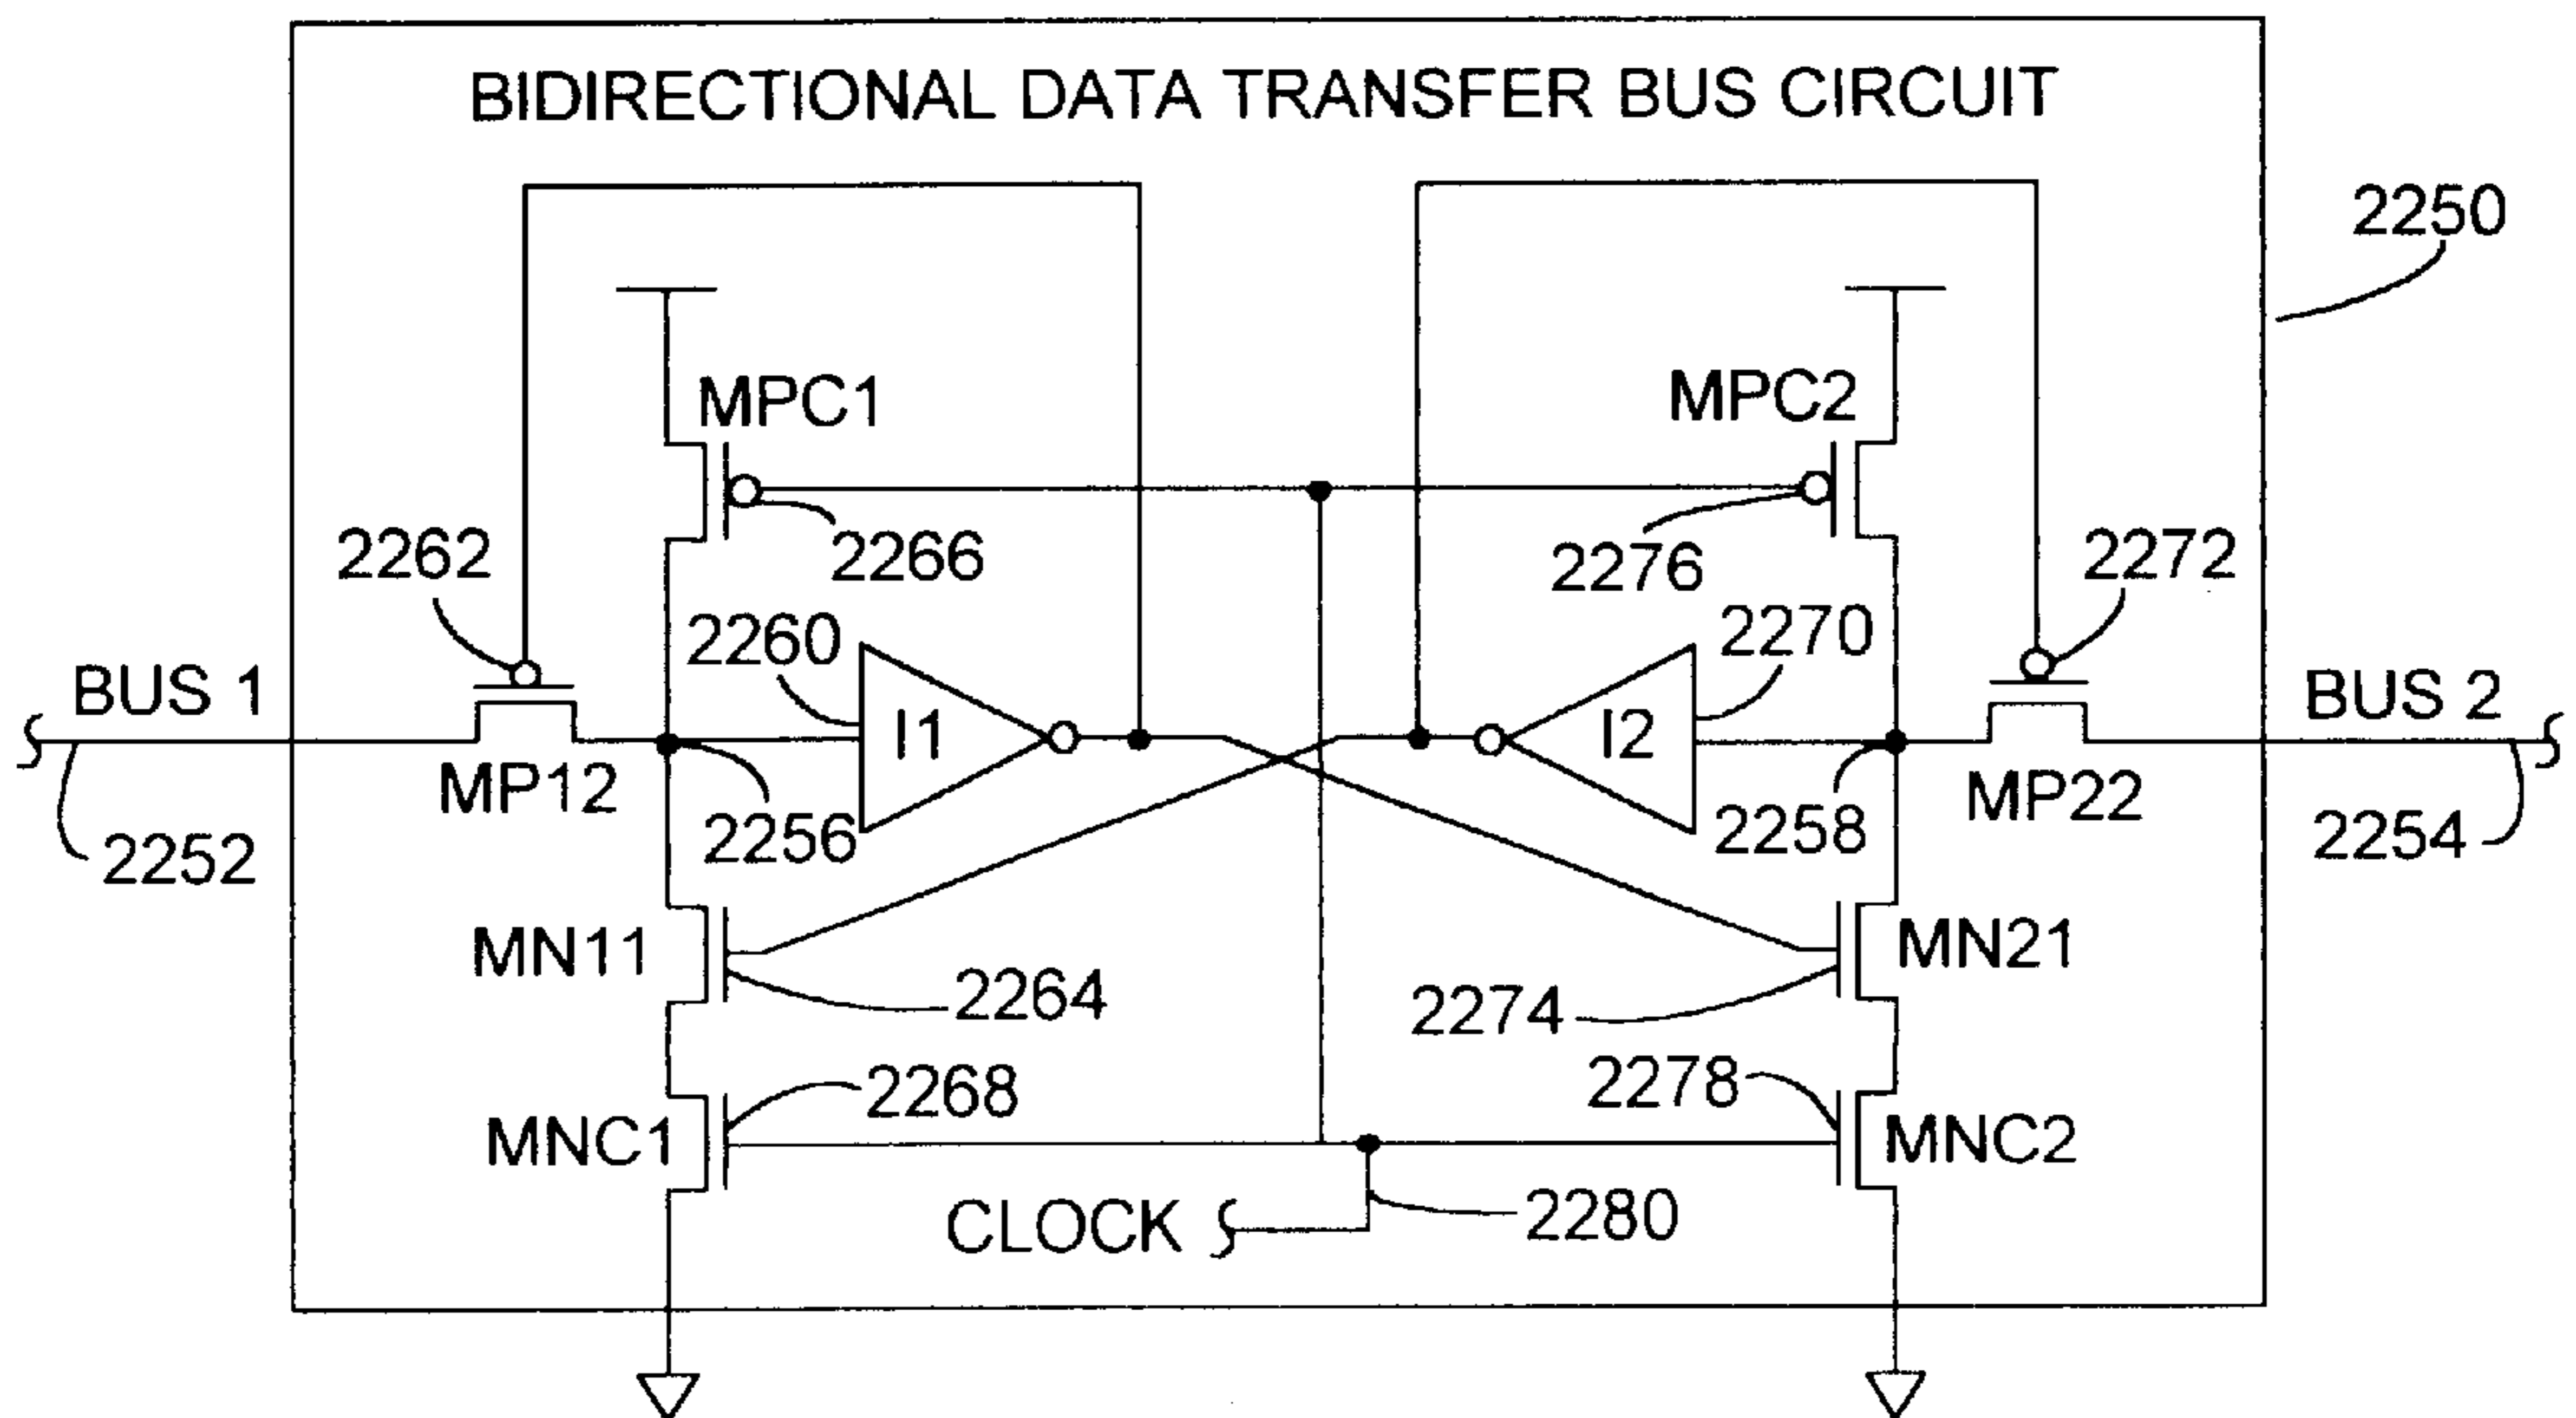 BIDIRECTIONAL DATA TRANSFER BUS CIRCUIT
2250
MPC1
MPC2
2262
2266
2276
2272
2260
2270
BUS 1
I1
I2
BUS 2
MP12
2256
2258
MP22
2252
2254
MN11
2264
2274
MN21
2268
2278
MNC1
MNC2
CLOCK
2280